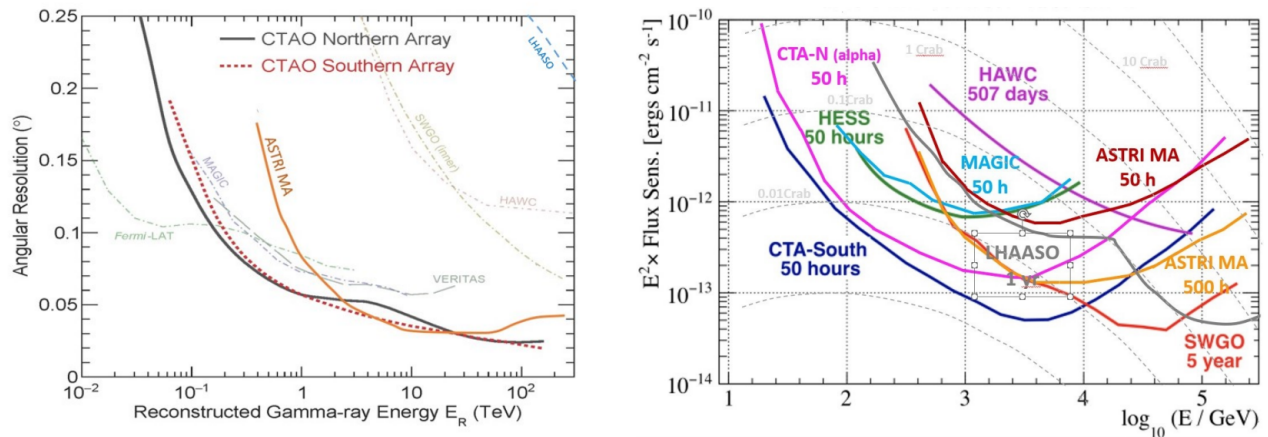 0.25
0.20
0.15
0.10
0.05
0
Angular Resolution (°)
CTAO Northern Array
CTAO Southern Array
LHAASO
SWGO (inner)
ASTRI MA
MAGIC
HAWC
Fermi-LAT
VERITAS
10⁻² 10⁻¹ 1 10 10²
Reconstructed Gamma-ray Energy E_R (TeV)
10⁻¹⁰
10⁻¹¹
10⁻¹²
10⁻¹³
10⁻¹⁴
E²× Flux Sens. [ergs cm⁻² s⁻¹]
CTA-N (alpha)
50 h
1 Crab
10 Crab
HAWC
507 days
0.1Crab
HESS
50 hours
MAGIC
50 h
ASTRI MA
50 h
0.01Crab
CTA-South
50 hours
LHAASO
1 yr
ASTRI MA
500 h
SWGO
5 year
1 2 3 4 5
log₁₀ (E / GeV)